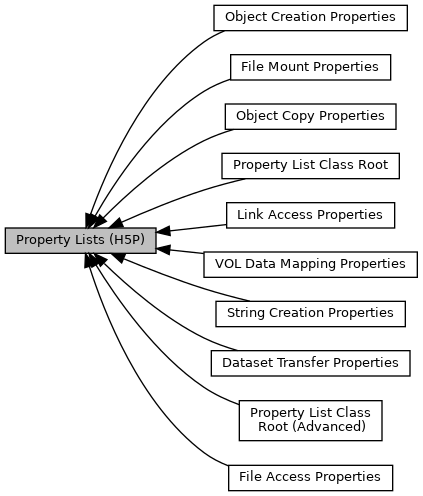 Object Creation Properties
File Mount Properties
Object Copy Properties
Property List Class Root
Link Access Properties
Property Lists (H5P)
VOL Data Mapping Properties
String Creation Properties
Dataset Transfer Properties
Property List Class
Root (Advanced)
File Access Properties